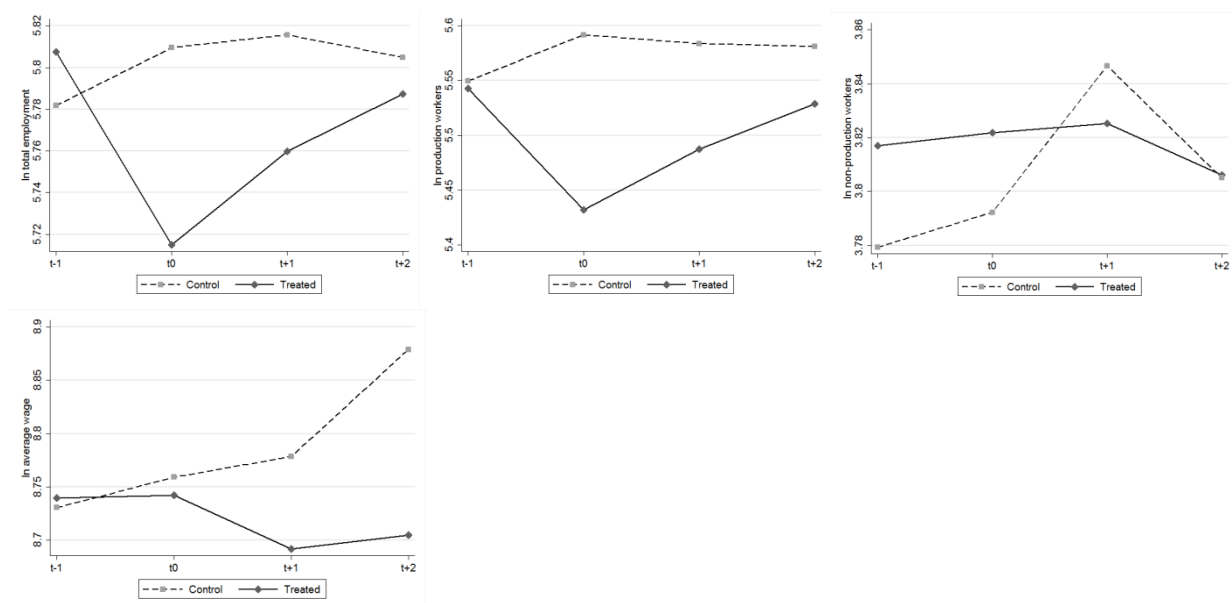 ln total employment
5.82
5.8
5.78
5.76
5.74
5.72
t-1 t0 t+1 t+2
Control Treated
ln production workers
5.6
5.55
5.5
5.45
5.4
t-1 t0 t+1 t+2
Control Treated
ln non-production workers
3.86
3.84
3.82
3.8
3.78
t-1 t0 t+1 t+2
Control Treated
ln average wage
8.9
8.85
8.8
8.75
8.7
t-1 t0 t+1 t+2
Control Treated